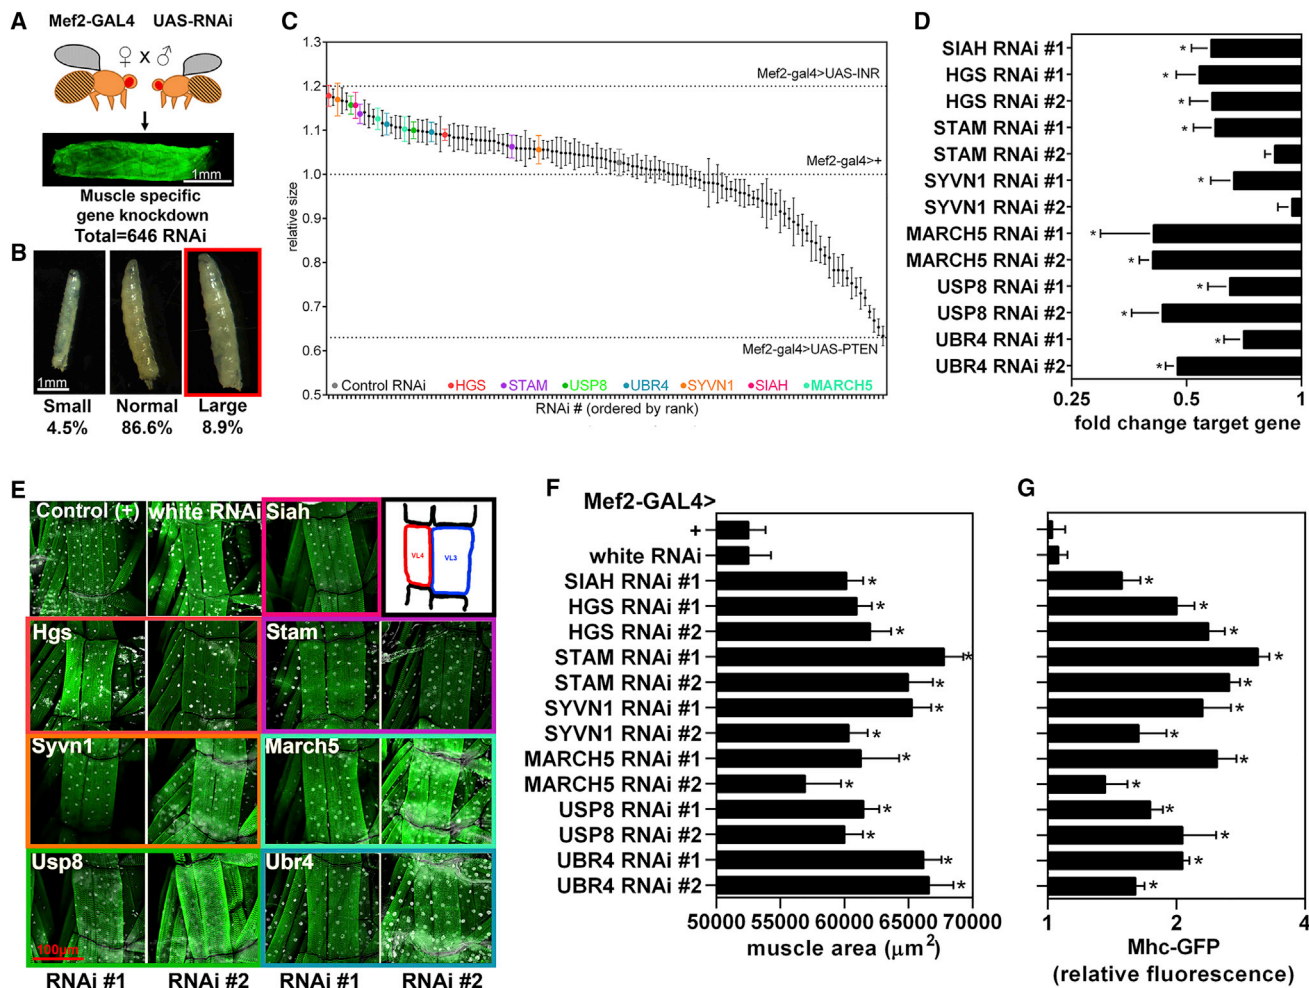 A
Mef2-GAL4 UAS-RNAi
♀ X ♂
1mm
Muscle specific
gene knockdown
Total=646 RNAi
B
1mm
Small Normal Large
4.5% 86.6% 8.9%
C
relative size
1.3
1.2
1.1
1.0
0.9
0.8
0.7
0.6
0.5
Mef2-gal4>UAS-INR
Mef2-gal4>+
Mef2-gal4>UAS-PTEN
Control RNAi HGS STAM USP8 UBR4 SYVN1 SIAH MARCH5
RNAi # (ordered by rank)
D
SIAH RNAi #1 *
HGS RNAi #1 *
HGS RNAi #2 *
STAM RNAi #1 *
STAM RNAi #2
SYVN1 RNAi #1 *
SYVN1 RNAi #2
MARCH5 RNAi #1 *
MARCH5 RNAi #2 *
USP8 RNAi #1 *
USP8 RNAi #2 *
UBR4 RNAi #1 *
UBR4 RNAi #2 *
0.25 0.5 1
fold change target gene
E
Control (+) white RNAi Siah
VL4 VL3
Hgs Stam
Syvn1 March5
Usp8 Ubr4
100µm
RNAi #1 RNAi #2 RNAi #1 RNAi #2
F
Mef2-GAL4>
+
white RNAi
SIAH RNAi #1 *
HGS RNAi #1 *
HGS RNAi #2 *
STAM RNAi #1 *
STAM RNAi #2 *
SYVN1 RNAi #1 *
SYVN1 RNAi #2 *
MARCH5 RNAi #1 *
MARCH5 RNAi #2 *
USP8 RNAi #1 *
USP8 RNAi #2 *
UBR4 RNAi #1 *
UBR4 RNAi #2 *
50000 55000 60000 65000 70000
muscle area (µm²)
G
*
*
*
*
*
*
*
*
*
*
*
*
*
1 2 4
Mhc-GFP
(relative fluorescence)